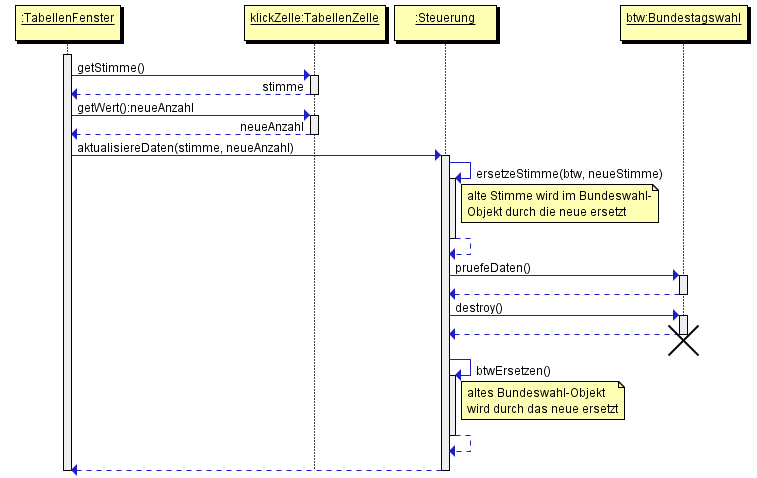 :TabellenFenster
klickZelle:TabellenZelle
:Steuerung
btw:Bundestagswahl
getStimme()
stimme
getWert():neueAnzahl
neueAnzahl
aktualisiereDaten(stimme, neueAnzahl)
ersetzeStimme(btw, neueStimme)
alte Stimme wird im Bundeswahl-
Objekt durch die neue ersetzt
pruefeDaten()
destroy()
btwErsetzen()
altes Bundeswahl-Objekt
wird durch das neue ersetzt